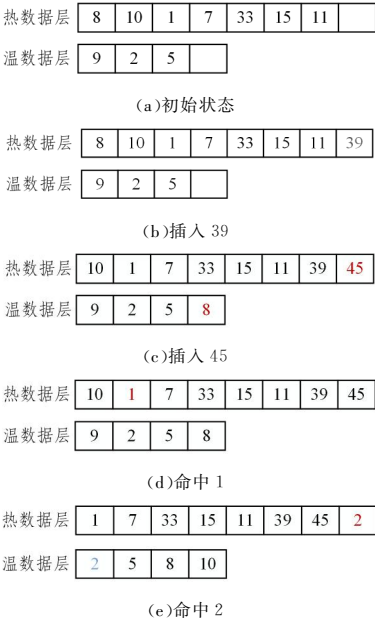 热数据层 8 10 1 7 33 15 11
温数据层 9 2 5
(a)初始状态
热数据层 8 10 1 7 33 15 11 39
温数据层 9 2 5
(b)插入 39
热数据层 10 1 7 33 15 11 39 45
温数据层 9 2 5 8
(c)插入 45
热数据层 10 1 7 33 15 11 39 45
温数据层 9 2 5 8
(d)命中 1
热数据层 1 7 33 15 11 39 45 2
温数据层 2 5 8 10
(e)命中 2